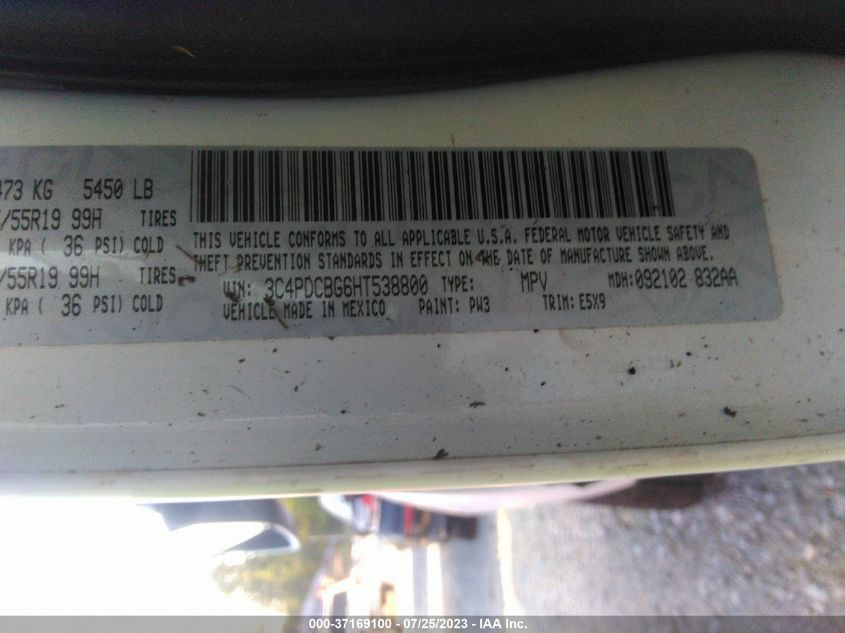 473 KG 5450 LB
/55R19 99H TIRES
KPA ( 36 PSI) COLD
/55R19 99H TIRES
KPA ( 36 PSI) COLD
THIS VEHICLE CONFORMS TO ALL APPLICABLE U.S.A. FEDERAL MOTOR VEHICLE SAFETY AND
THEFT PREVENTION STANDARDS IN EFFECT ON THE DATE OF MANUFACTURE SHOWN ABOVE.
VIN: 3C4PDCBG6HT538800 TYPE: MPV MDH:092102 832AA
VEHICLE MADE IN MEXICO PAINT: PW3 TRIM: E5X9
000-37169100 - 07/25/2023 - IAA Inc.